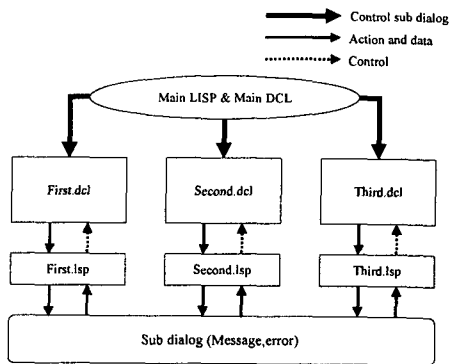 Control sub dialog
Action and data
Control
Main LISP & Main DCL
First.dcl
Second.dcl
Third.dcl
First.lsp
Second.lsp
Third.lsp
Sub dialog (Message,error)